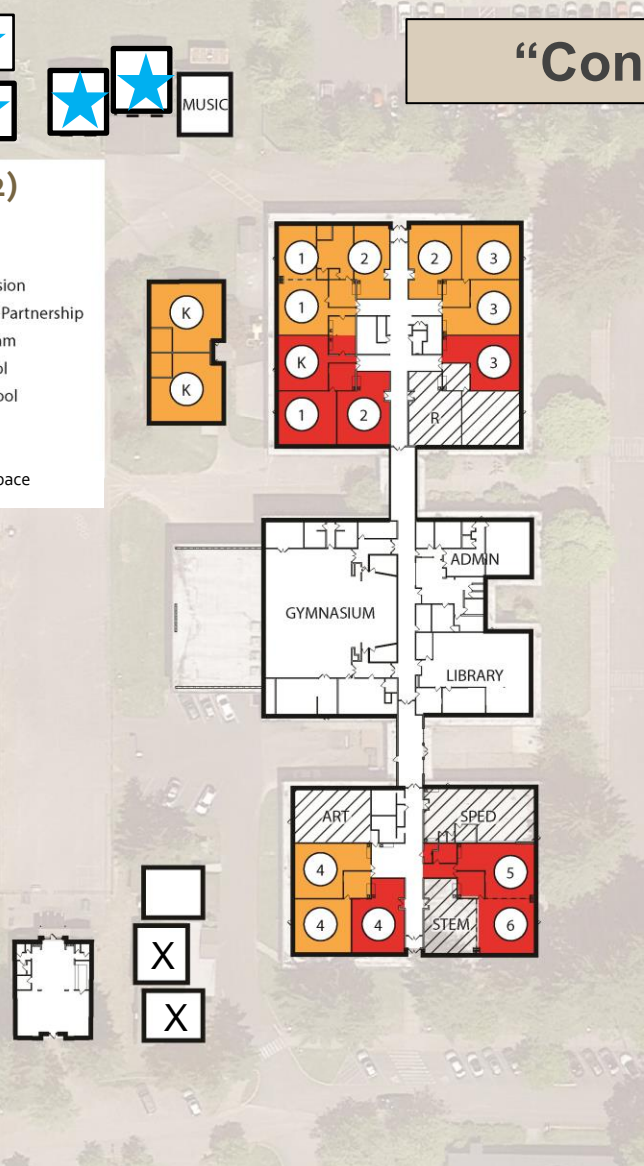 “Con
MUSIC
2)
sion
Partnership
am
ol
ool
pace
1
2
2
3
K
1
3
K
3
K
1
2
R
ADMIN
GYMNASIUM
LIBRARY
ART
SPED
4
5
4
4
STEM
6
X
X